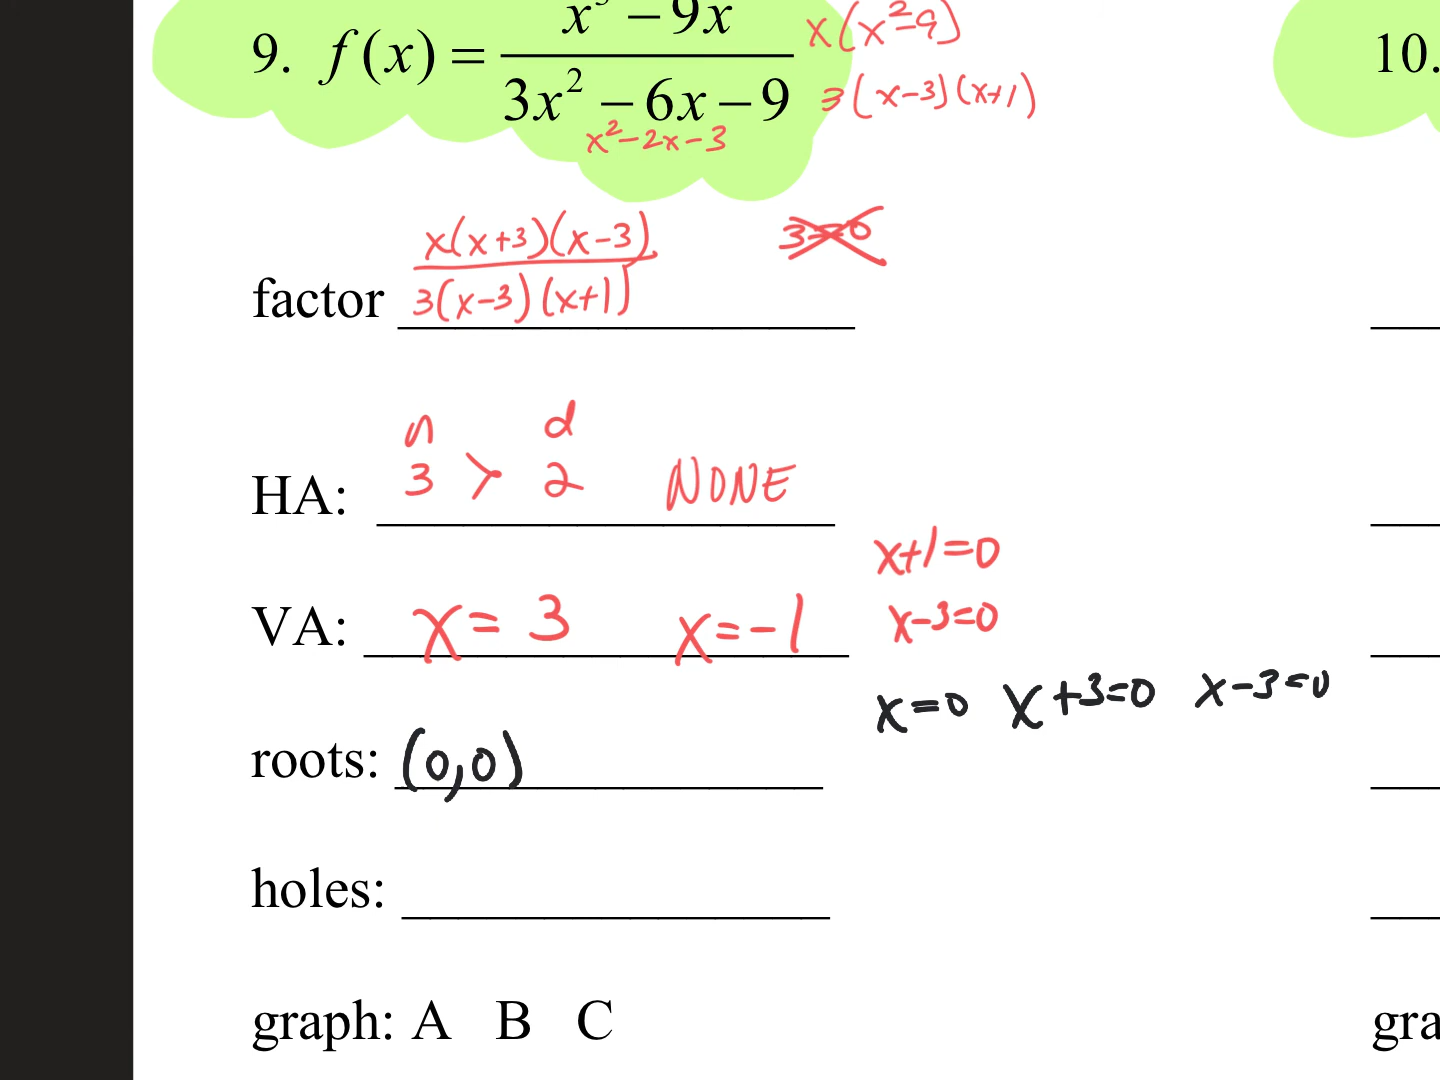 9. f(x) = x³ − 9x / 3x² − 6x − 9
x(x²−9)
3(x−3)(x+1)
10.
x²−2x−3
factor x(x+3)(x−3) / 3(x−3)(x+1)
3=0
n d
HA: 3 > 2 NONE
x+1=0
VA: x = 3 x = −1
x−3=0
x=0 x+3=0 x−3=0
roots: (0,0)
holes:
graph: A B C
gra